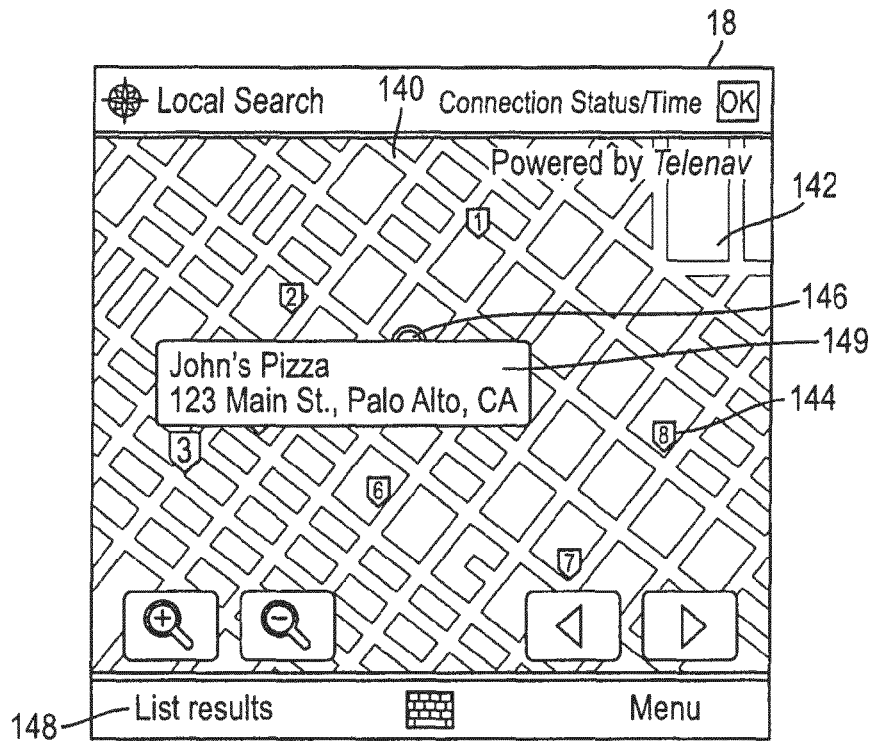 18
Local Search
140
Connection Status/Time
OK
Powered by Telenav
142
1
2
146
149
John's Pizza
123 Main St., Palo Alto, CA
144
8
3
6
7
148
List results
Menu